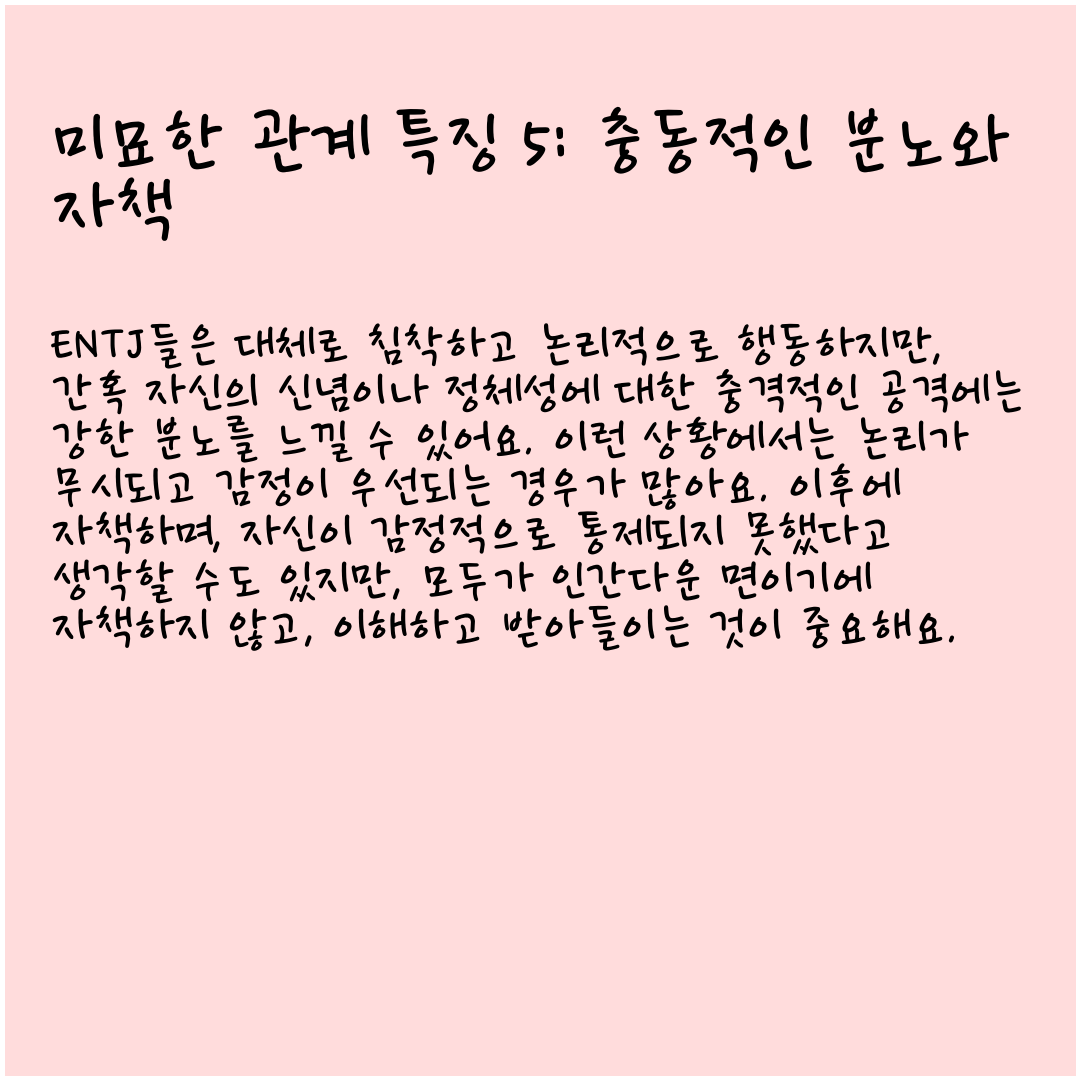 미묘한 관계 특징 5: 충동적인 분노와
자책
ENTJ들은 대체로 침착하고 논리적으로 행동하지만,
간혹 자신의 신념이나 정체성에 대한 충격적인 공격에는
강한 분노를 느낄 수 있어요. 이런 상황에서는 논리가
무시되고 감정이 우선되는 경우가 많아요. 이후에
자책하며, 자신이 감정적으로 통제되지 못했다고
생각할 수도 있지만, 모두가 인간다운 면이기에
자책하지 않고, 이해하고 받아들이는 것이 중요해요.